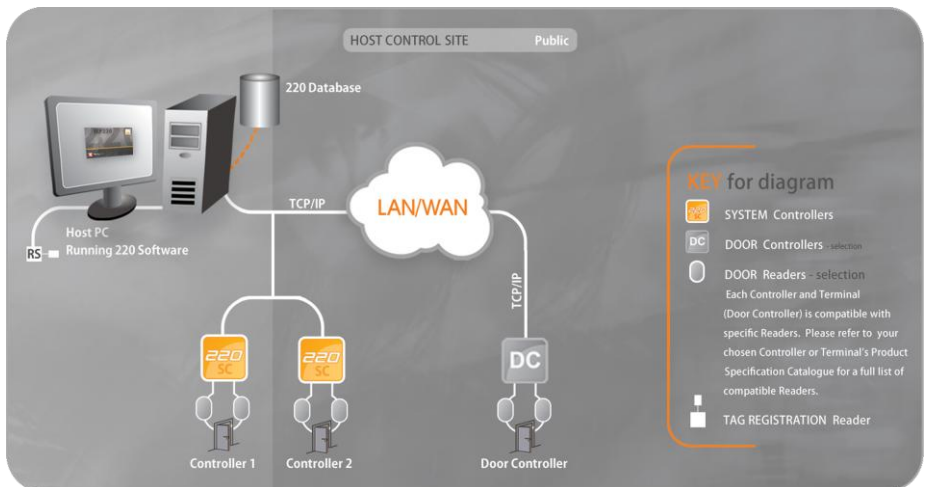 HOST CONTROL SITE Public
220 Database
TCP/IP
LAN/WAN
Host PC
Running 220 Software
RS
TCP/IP
220
SC
220
SC
DC
Controller 1
Controller 2
Door Controller
KEY for diagram
SYSTEM Controllers
DC
DOOR Controllers - selection
DOOR Readers - selection
Each Controller and Terminal
(Door Controller) is compatible with
specific Readers. Please refer to your
chosen Controller or Terminal's Product
Specification Catalogue for a full list of
compatible Readers.
TAG REGISTRATION Reader